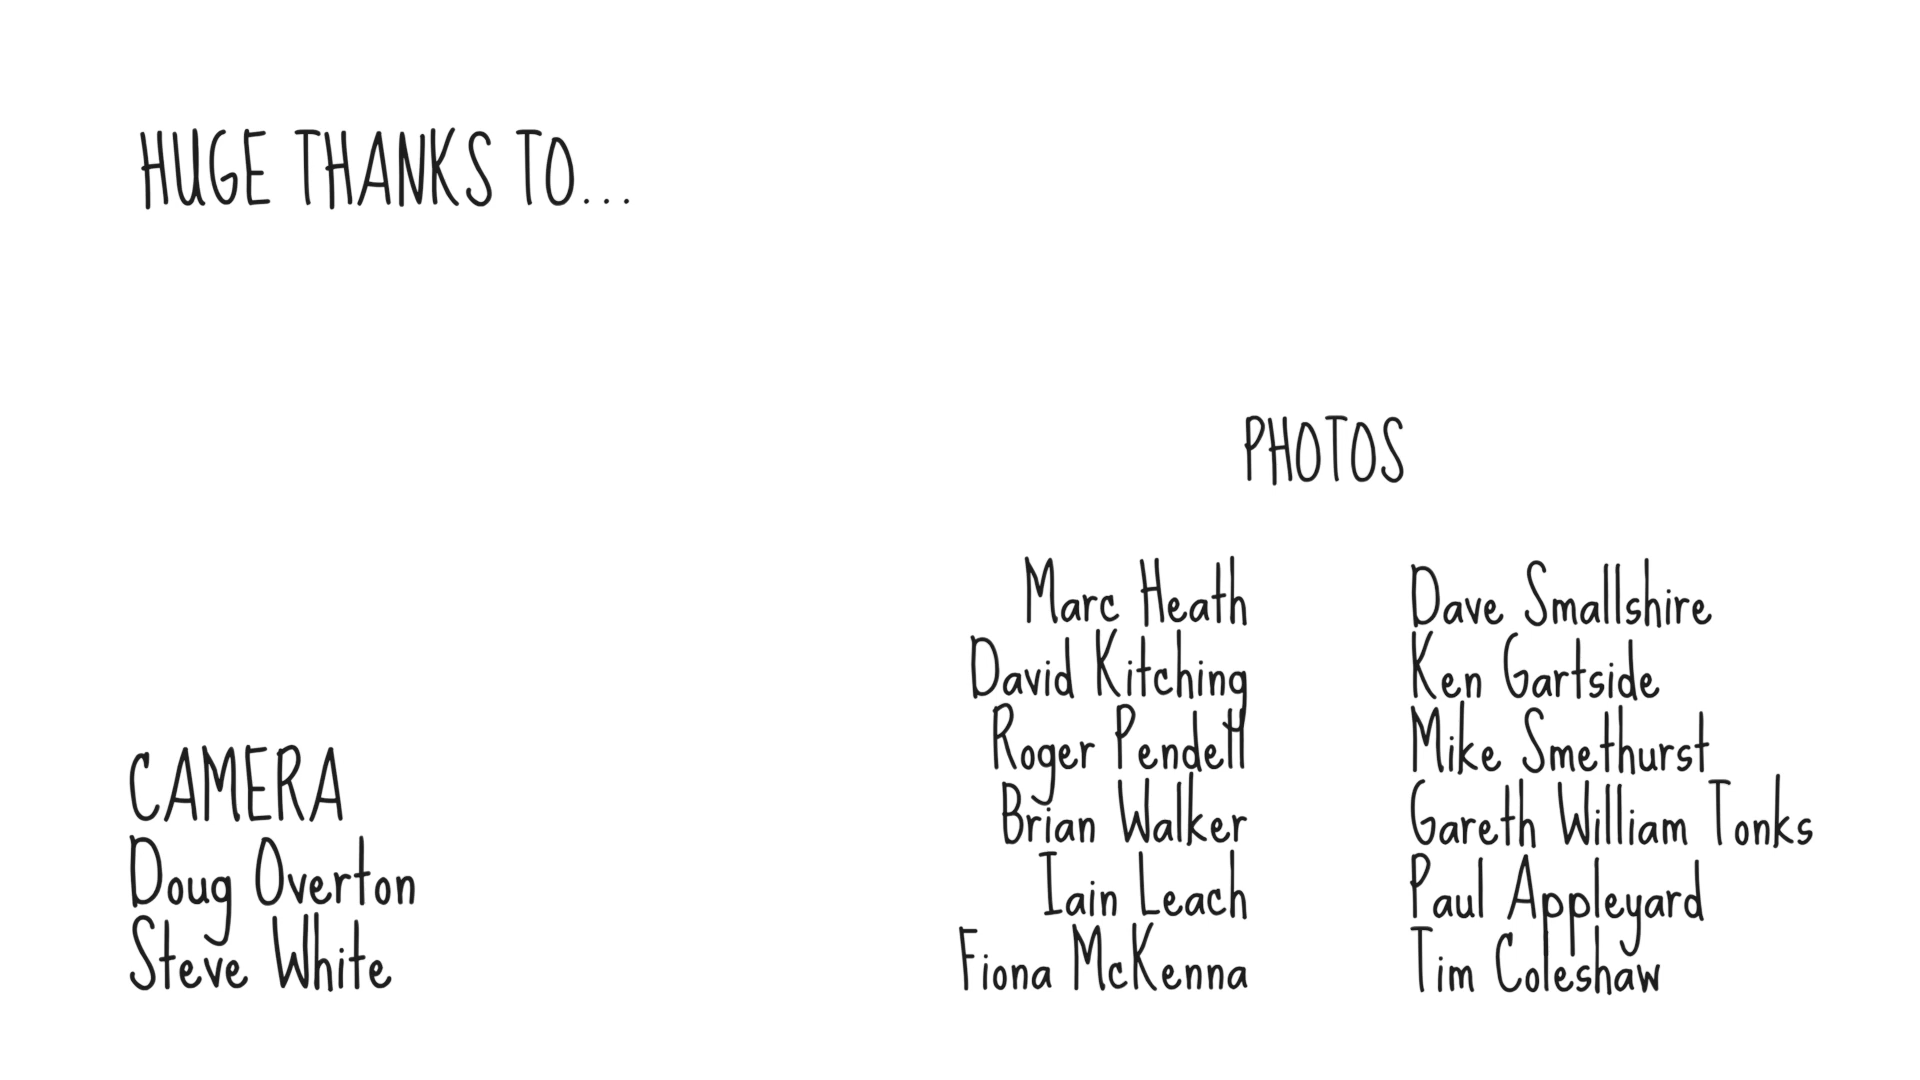 HUGE THANKS TO...
CAMERA
Doug Overton
Steve White
PHOTOS
Marc Heath
David Kitching
Roger Pendell
Brian Walker
Iain Leach
Fiona McKenna
Dave Smallshire
Ken Gartside
Mike Smethurst
Gareth William Tonks
Paul Appleyard
Tim Coleshaw